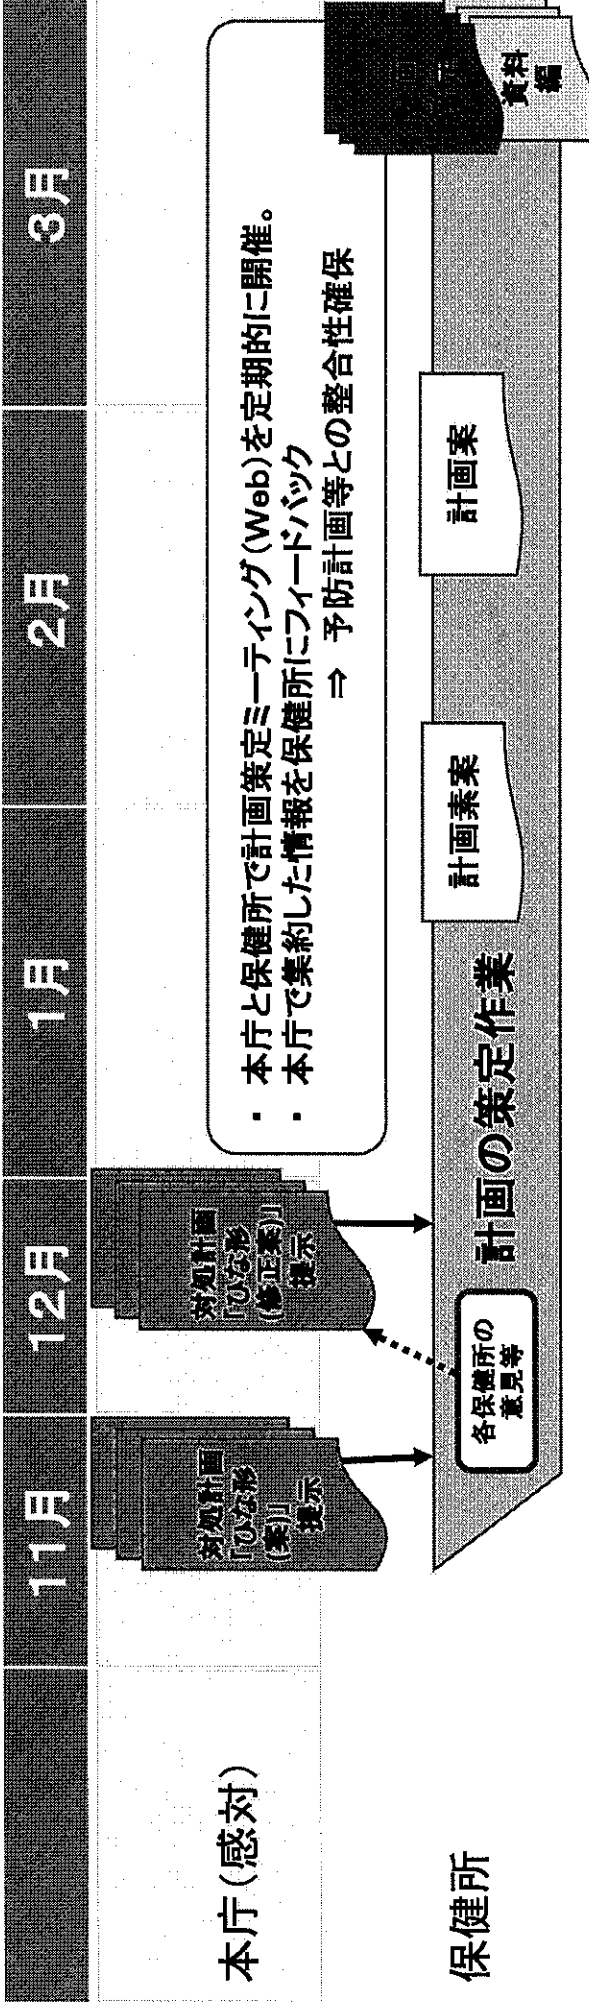 11月
12月
1月
2月
3月
本庁（感対）
対処計画
「ひな形
(案)」
提示
対処計画
「ひな形
(修正案)」
提示
・ 本庁と保健所で計画策定ミーティング（Web）を定期的に開催。
・ 本庁で集約した情報を保健所にフィードバック
⇒ 予防計画等との整合性確保
保健所
各保健所の
意見等
計画の策定作業
計画素案
計画案
資料
編